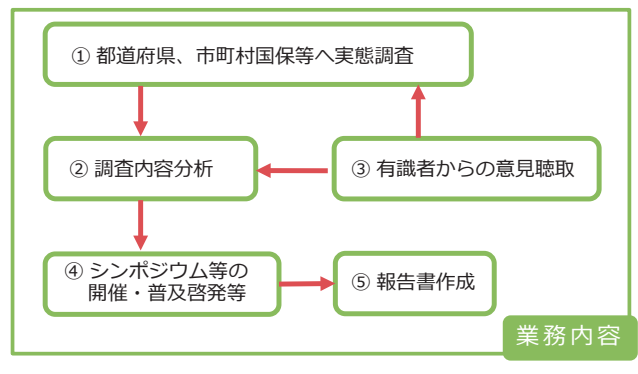 ① 都道府県、市町村国保等へ実態調査
② 調査内容分析
③ 有識者からの意見聴取
④ シンポジウム等の
開催・普及啓発等
⑤ 報告書作成
業務内容